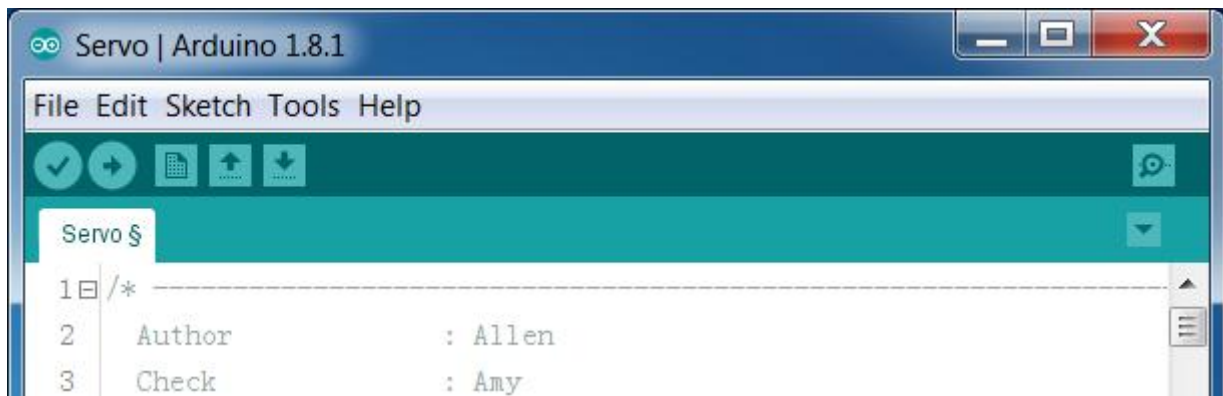 Servo | Arduino 1.8.1
File Edit Sketch Tools Help
Servo §
1 /* ----------------------------------------------------------------
2 Author : Allen
3 Check : Amy